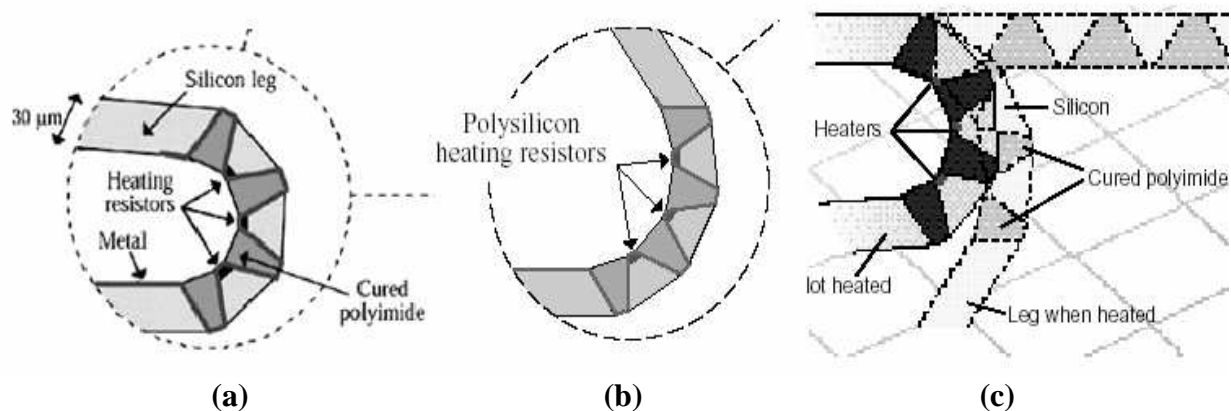 Silicon leg
30 µm
Heating
resistors
Metal
Cured
polyimide
(a)
Polysilicon
heating resistors
(b)
Silicon
Heaters
Cured polyimide
lot heated
Leg when heated
(c)